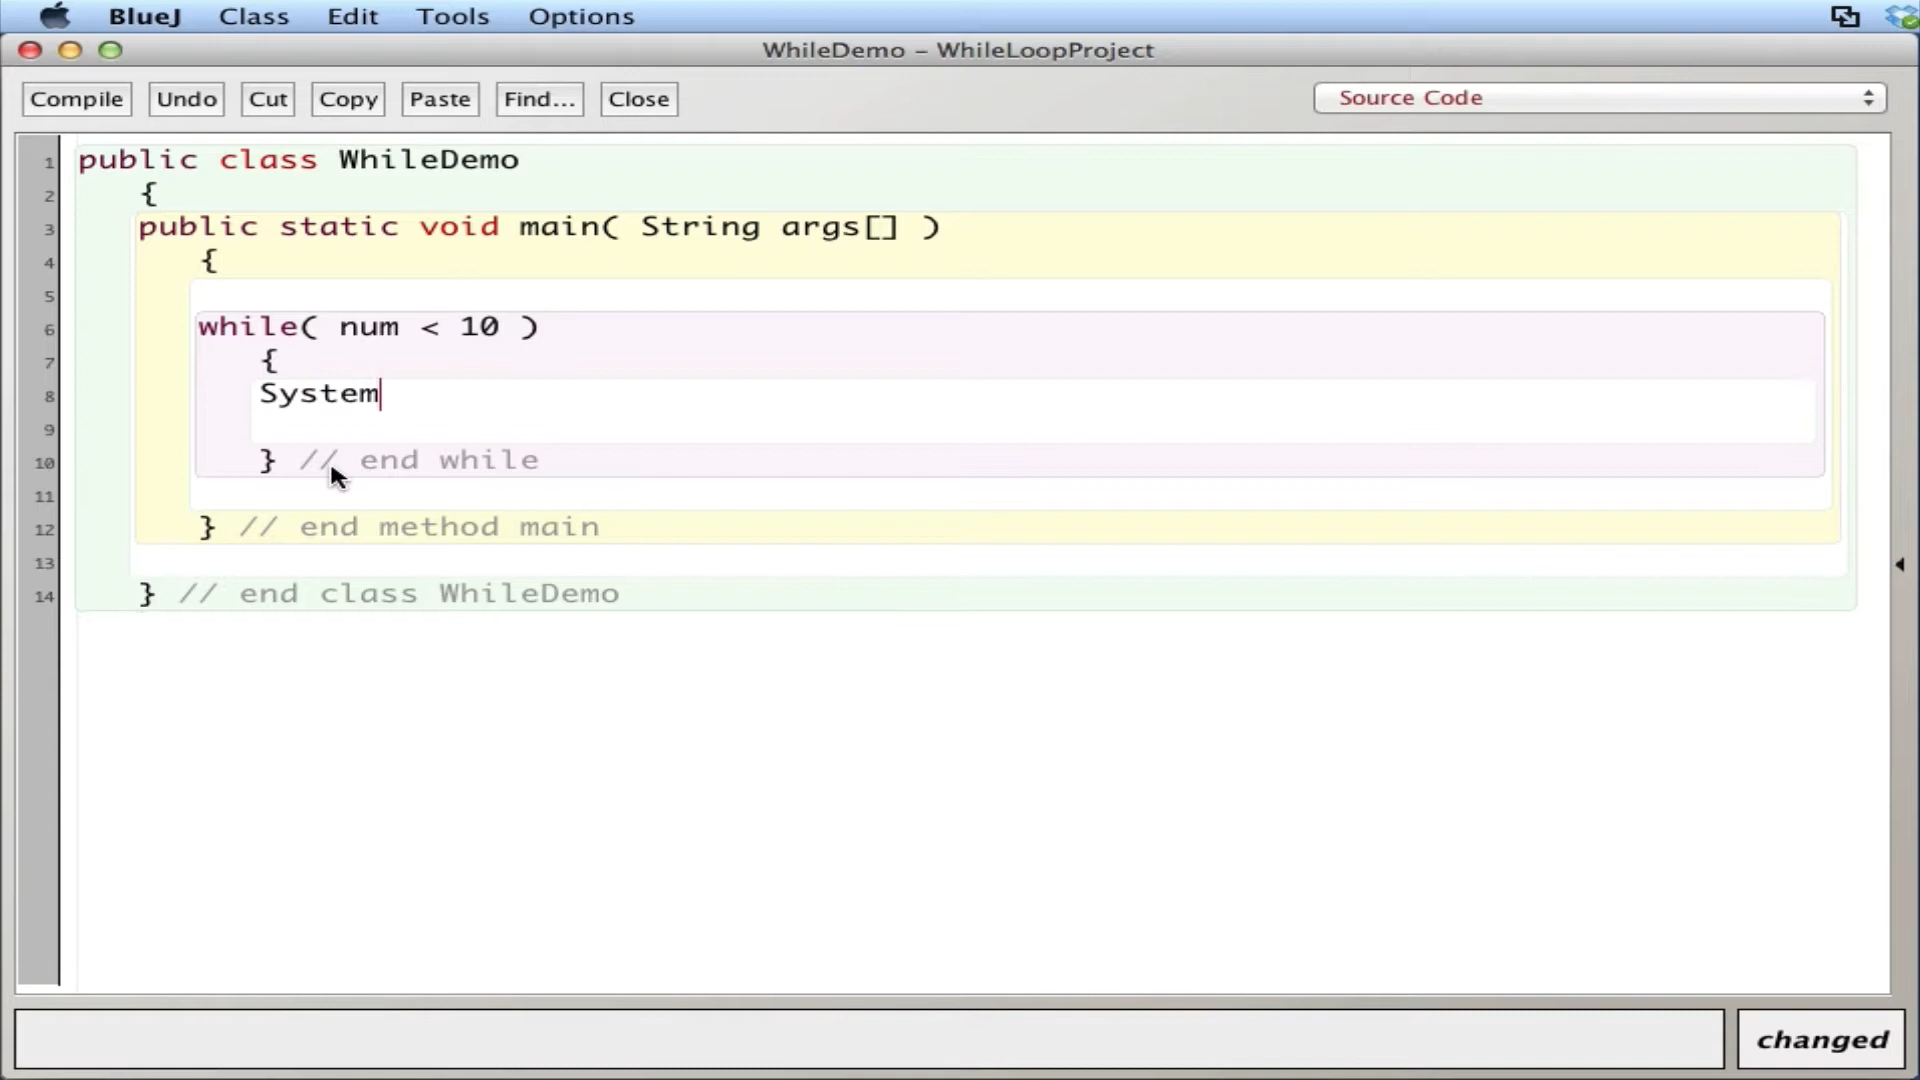 BlueJ Class Edit Tools Options
WhileDemo – WhileLoopProject
Compile Undo Cut Copy Paste Find... Close Source Code
1 public class WhileDemo
2 {
3 public static void main( String args[] )
4 {
5
6 while( num < 10 )
7 {
8 System
9
10 } // end while
11
12 } // end method main
13
14 } // end class WhileDemo
changed